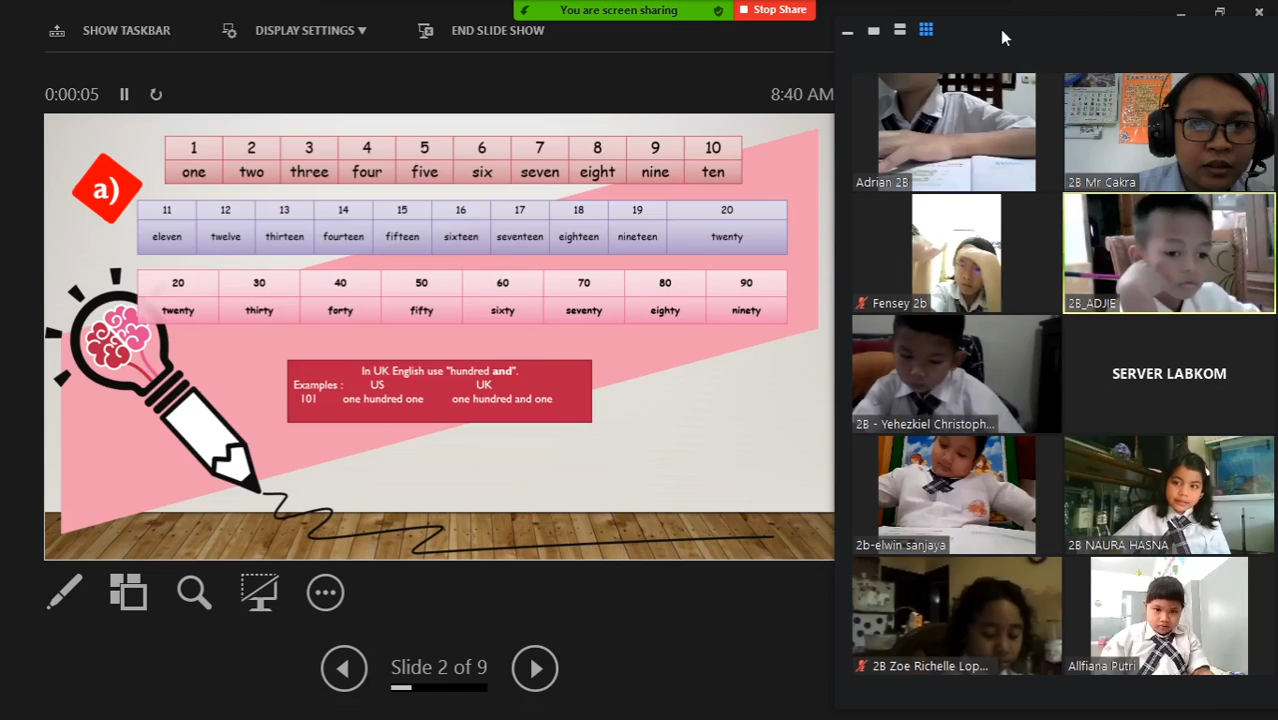 You are screen sharing
Stop Share
SHOW TASKBAR
DISPLAY SETTINGS
END SLIDE SHOW
0:00:05
8:40 AM
a)
1 2 3 4 5 6 7 8 9 10
one two three four five six seven eight nine ten
11 12 13 14 15 16 17 18 19 20
eleven twelve thirteen fourteen fifteen sixteen seventeen eighteen nineteen twenty
20 30 40 50 60 70 80 90
twenty thirty forty fifty sixty seventy eighty ninety
In UK English use "hundred and".
Examples : US UK
101 one hundred one one hundred and one
Slide 2 of 9
Adrian 2B
2B Mr Cakra
Fensey 2b
2B_ADJIE
2B - Yehezkiel Christoph...
SERVER LABKOM
2b-elwin sanjaya
2B NAURA HASNA
2B Zoe Richelle Lop...
Allfiana Putri